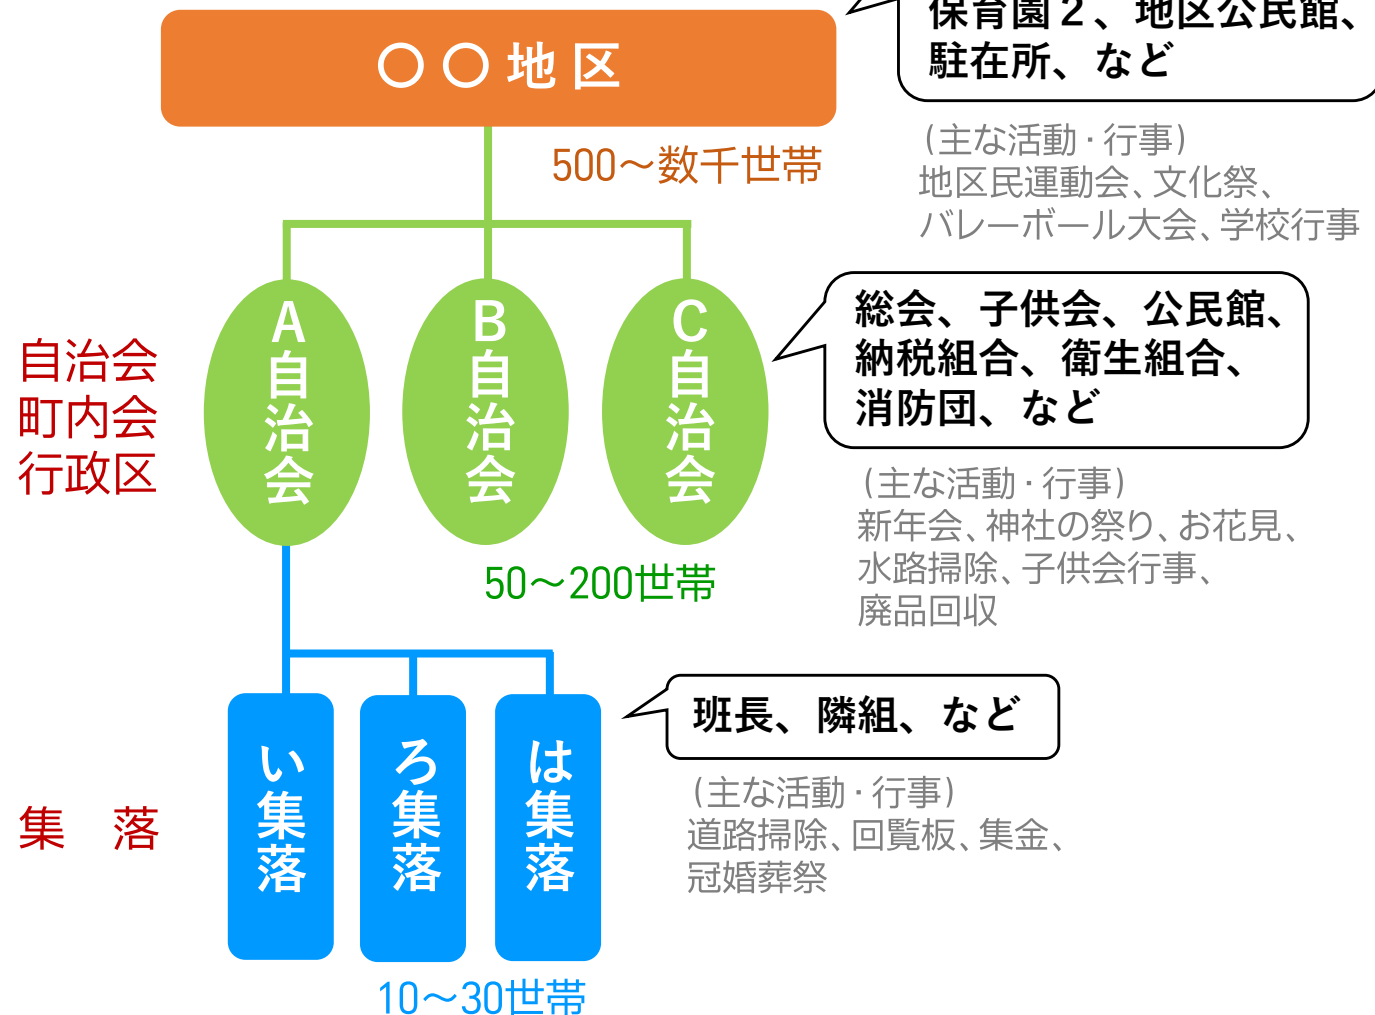 保育園２、地区公民館、
駐在所、など
〇〇地区
500～数千世帯
(主な活動・行事)
地区民運動会、文化祭、
バレーボール大会、学校行事
自治会
町内会
行政区
A自治会
B自治会
C自治会
総会、子供会、公民館、
納税組合、衛生組合、
消防団、など
50～200世帯
(主な活動・行事)
新年会、神社の祭り、お花見、
水路掃除、子供会行事、
廃品回収
集　落
い集落
ろ集落
は集落
班長、隣組、など
(主な活動・行事)
道路掃除、回覧板、集金、
冠婚葬祭
10～30世帯